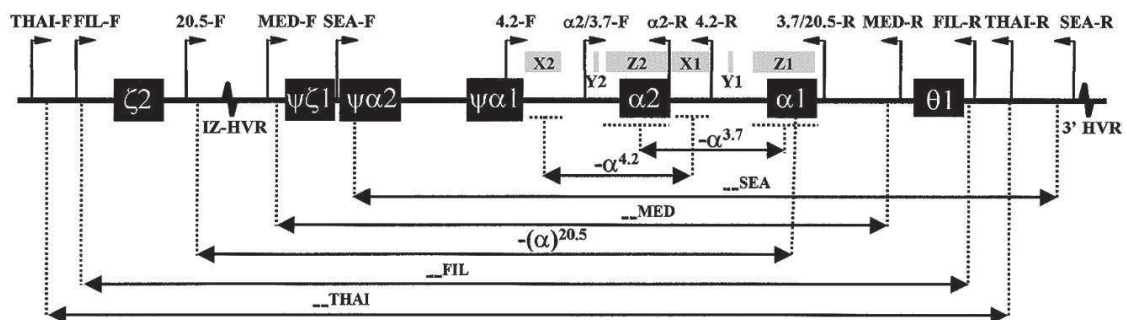 THAI-F FIL-F 20.5-F MED-F SEA-F 4.2-F α2/3.7-F α2-R 4.2-R 3.7/20.5-R MED-R FIL-R THAI-R SEA-R
X2 Y2 Z2 X1 Y1 Z1
ζ2 ψζ1 ψα2 ψα1 α2 α1 θ1
IZ-HVR 3' HVR
-α3.7
-α4.2
--SEA
--MED
-(α)20.5
--FIL
--THAI